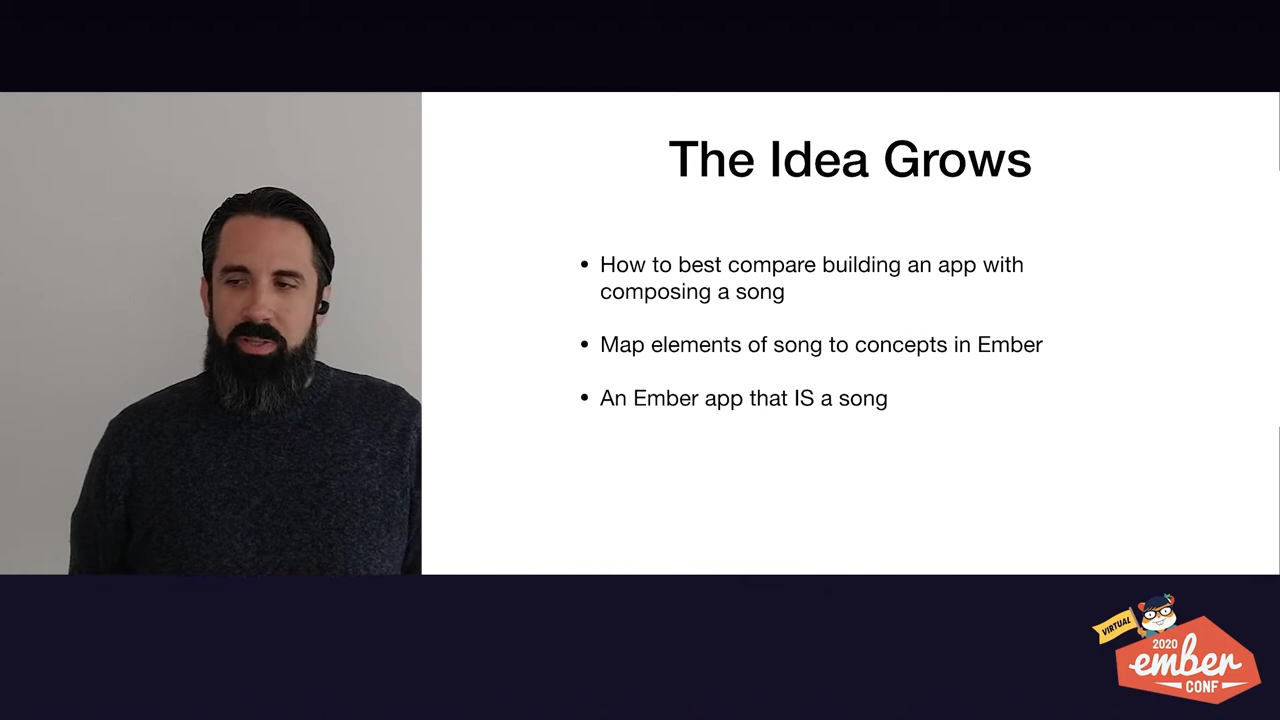 The Idea Grows
• How to best compare building an app with
composing a song
• Map elements of song to concepts in Ember
• An Ember app that IS a song
VIRTUAL
2020
ember
CONF